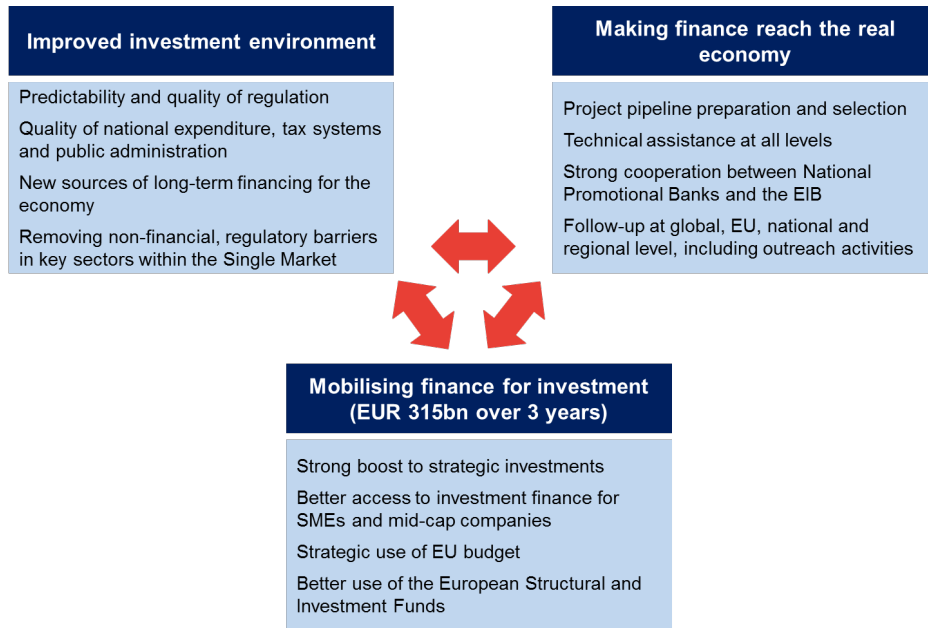 Improved investment environment
Predictability and quality of regulation
Quality of national expenditure, tax systems
and public administration
New sources of long-term financing for the
economy
Removing non-financial, regulatory barriers
in key sectors within the Single Market
Making finance reach the real
economy
Project pipeline preparation and selection
Technical assistance at all levels
Strong cooperation between National
Promotional Banks and the EIB
Follow-up at global, EU, national and
regional level, including outreach activities
Mobilising finance for investment
(EUR 315bn over 3 years)
Strong boost to strategic investments
Better access to investment finance for
SMEs and mid-cap companies
Strategic use of EU budget
Better use of the European Structural and
Investment Funds